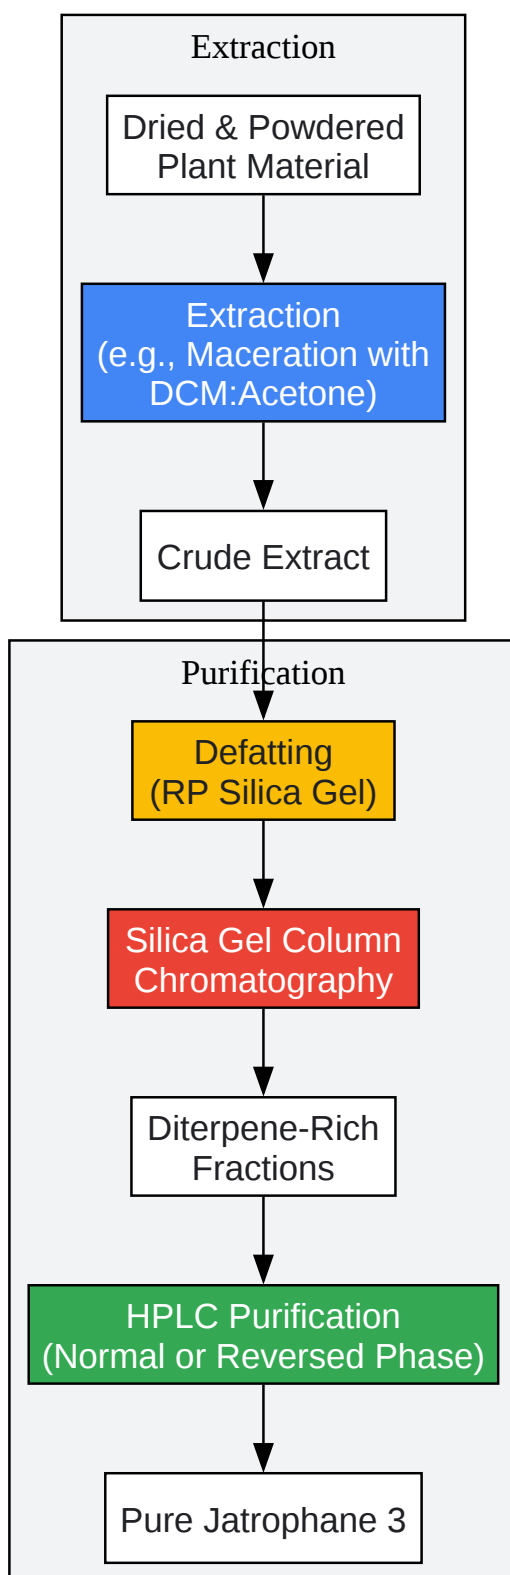 Extraction
Dried & Powdered
Plant Material
Extraction
(e.g., Maceration with
DCM:Acetone)
Crude Extract
Purification
Defatting
(RP Silica Gel)
Silica Gel Column
Chromatography
Diterpene-Rich
Fractions
HPLC Purification
(Normal or Reversed Phase)
Pure Jatrophane 3